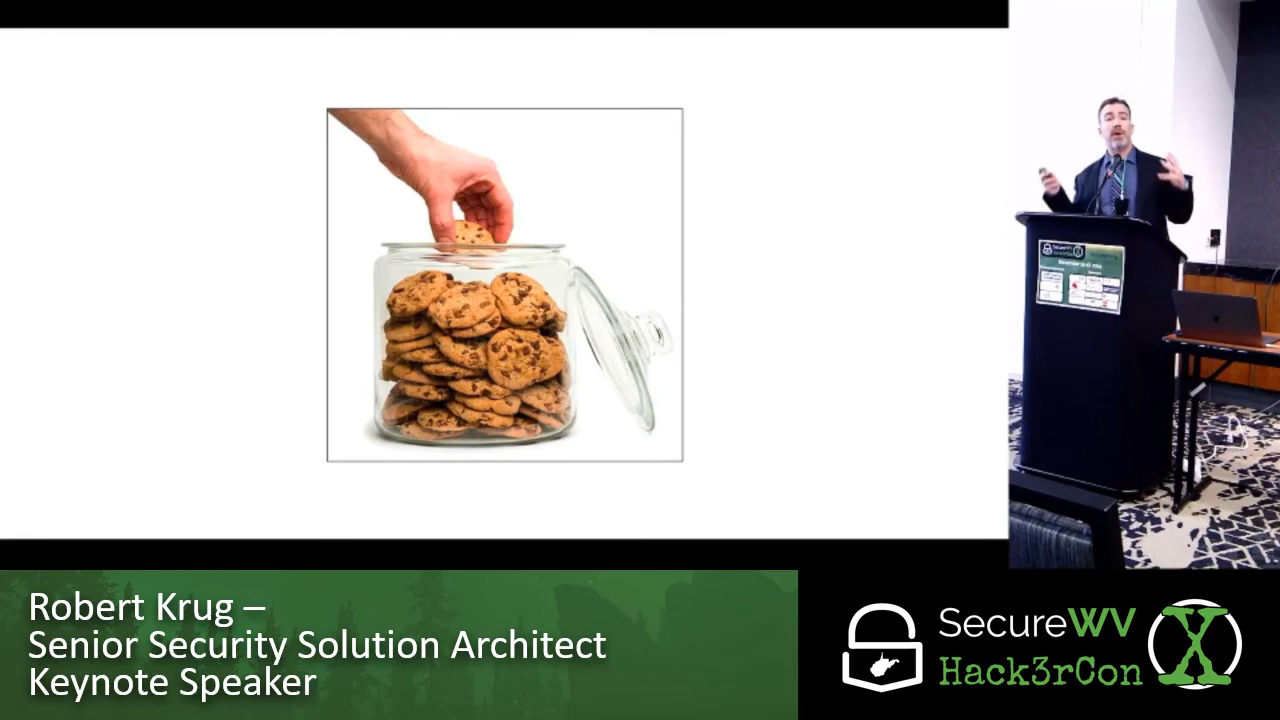 Robert Krug –
Senior Security Solution Architect
Keynote Speaker
SecureWV
Hack3rCon
X